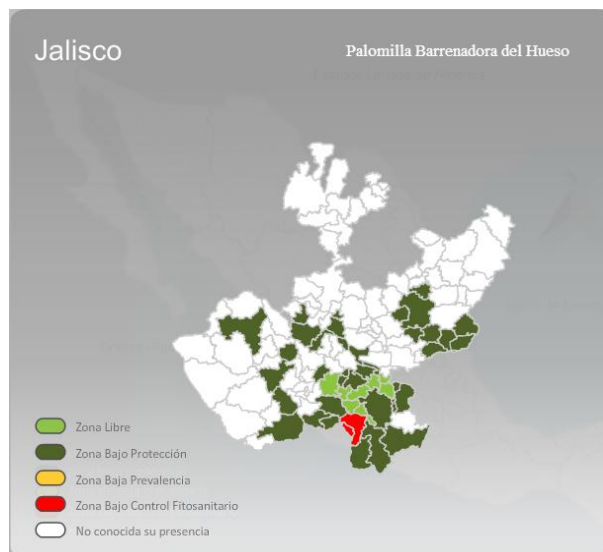 Jalisco
Palomilla Barrenadora del Hueso
Zona Libre
Zona Bajo Protección
Zona Baja Prevalencia
Zona Bajo Control Fitosanitario
No conocida su presencia